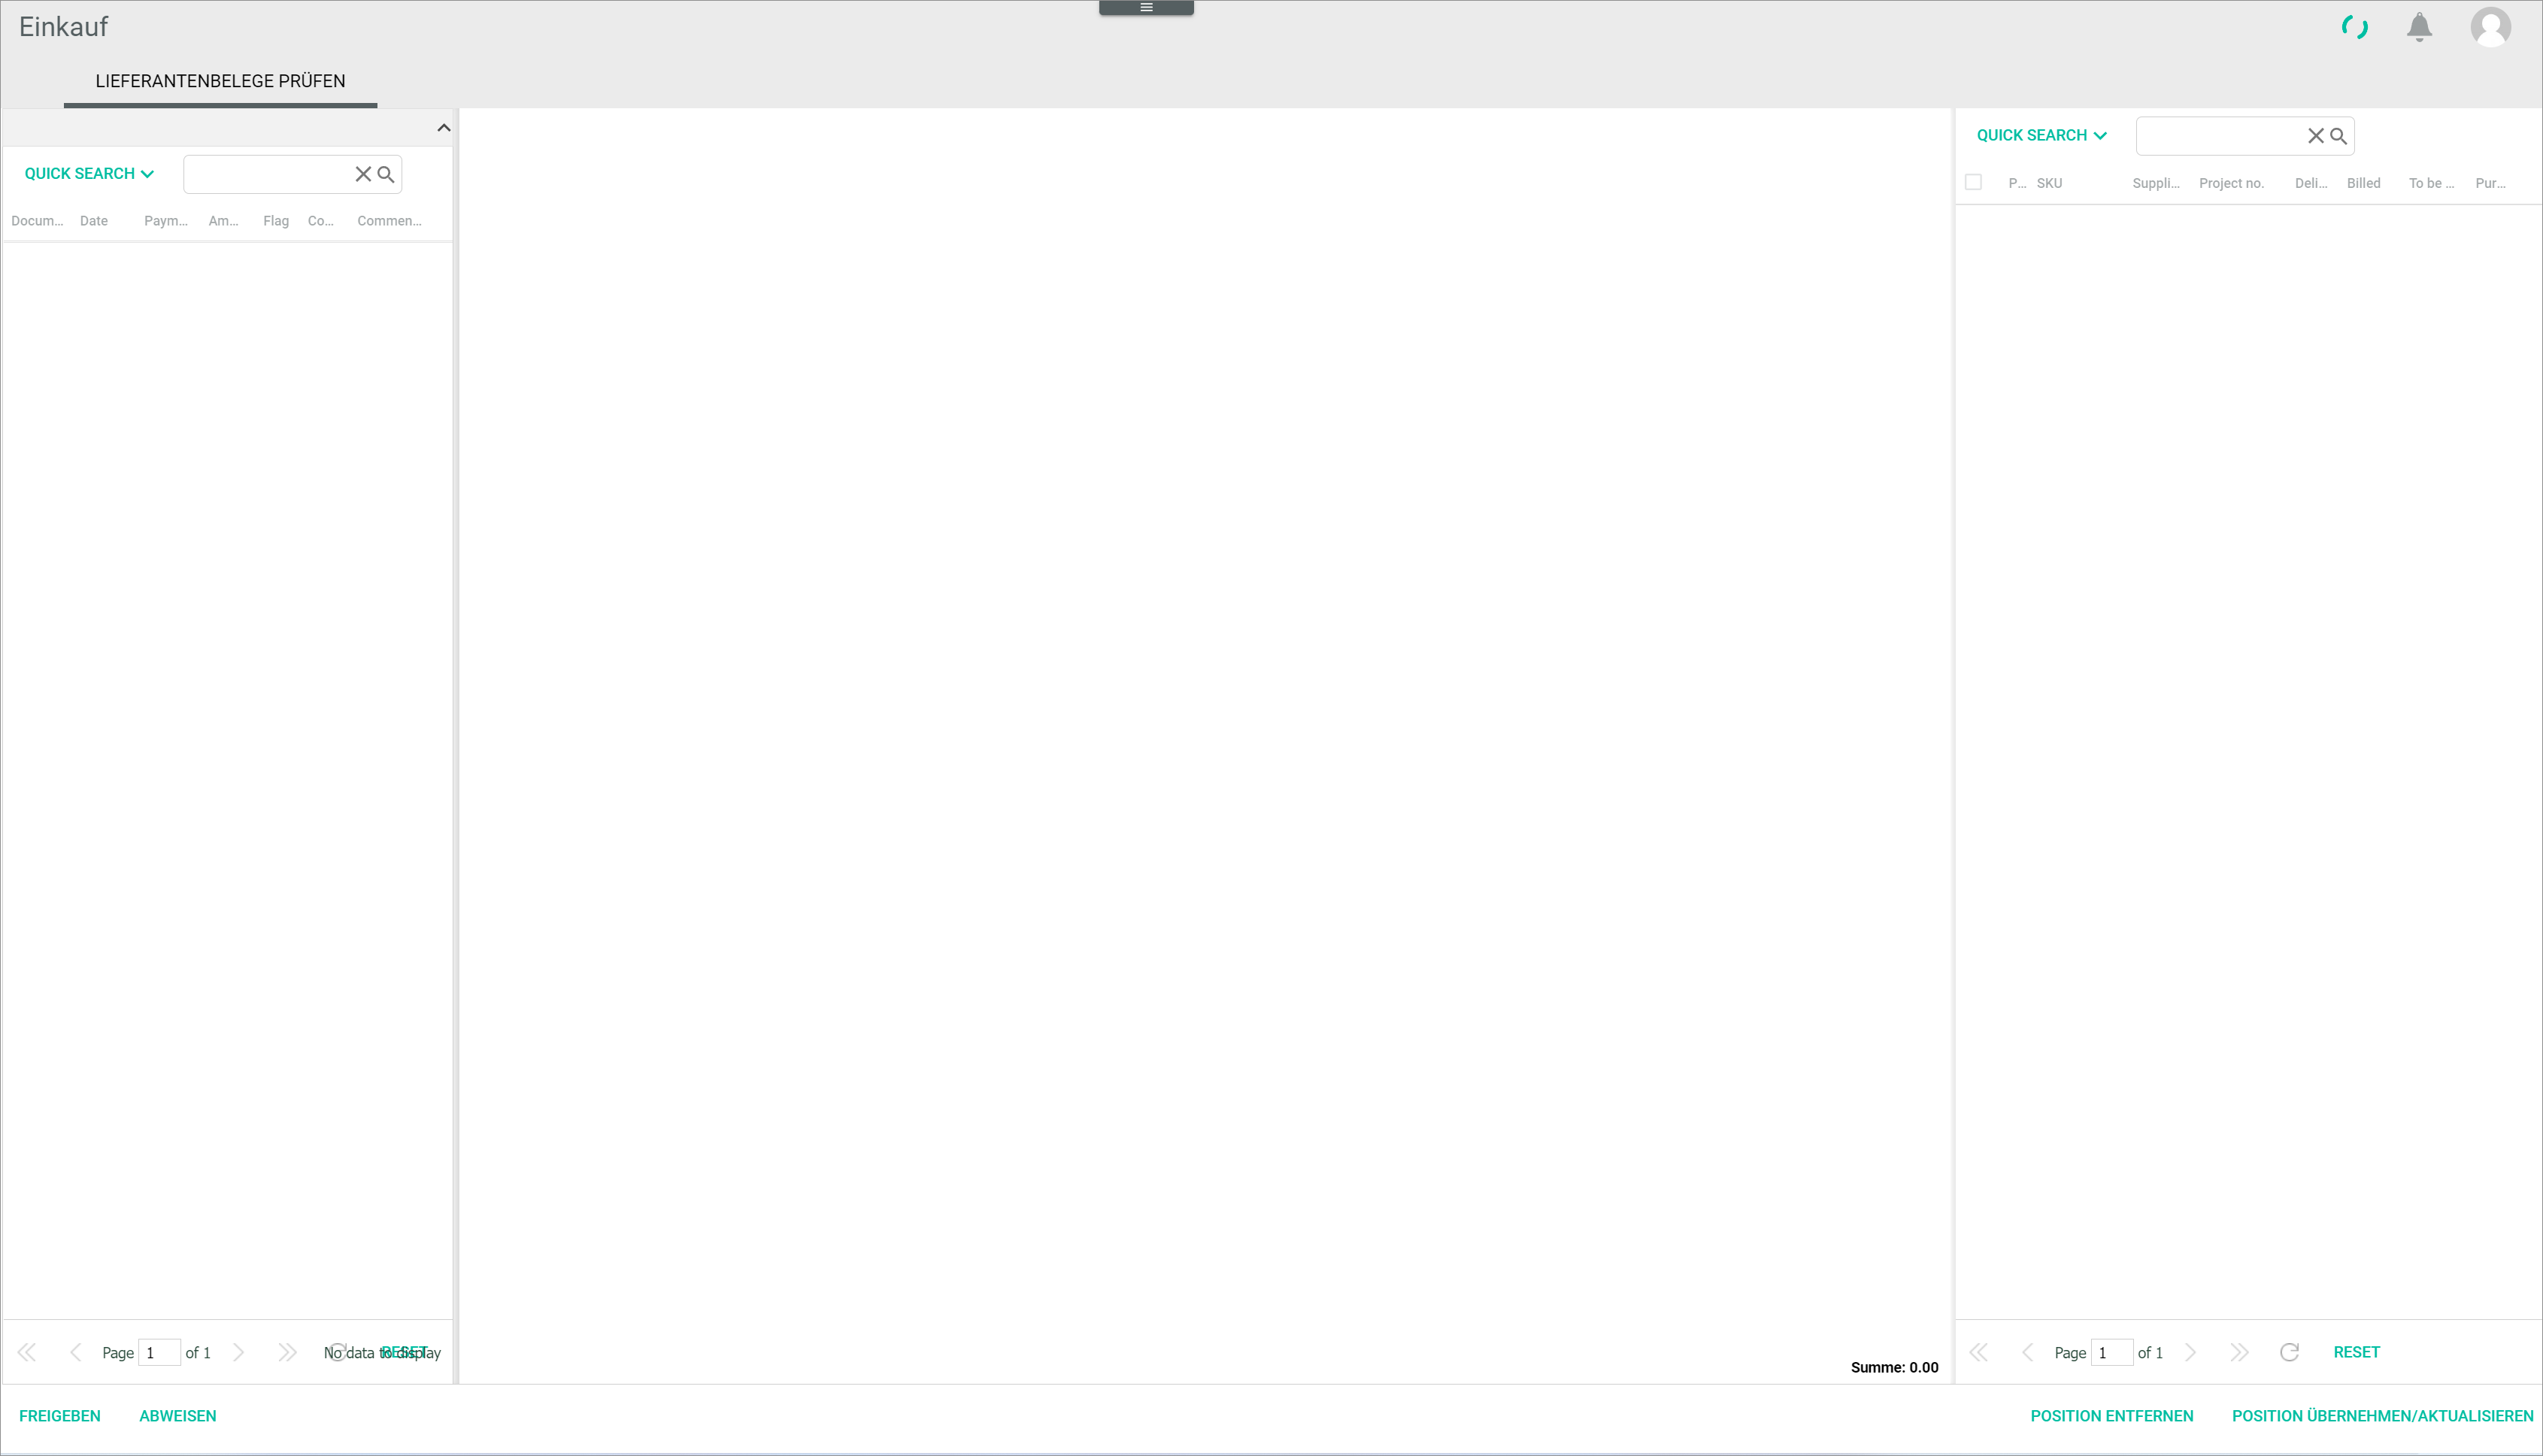 Einkauf
LIEFERANTENBELEGE PRÜFEN
QUICK SEARCH
Docum... Date Paym... Am... Flag Co... Commen...
Page 1 of 1 No data to display RESET
Summe: 0.00
QUICK SEARCH
P... SKU Suppli... Project no. Deli... Billed To be ... Pur...
Page 1 of 1 RESET
FREIGEBEN ABWEISEN POSITION ENTFERNEN POSITION ÜBERNEHMEN/AKTUALISIEREN